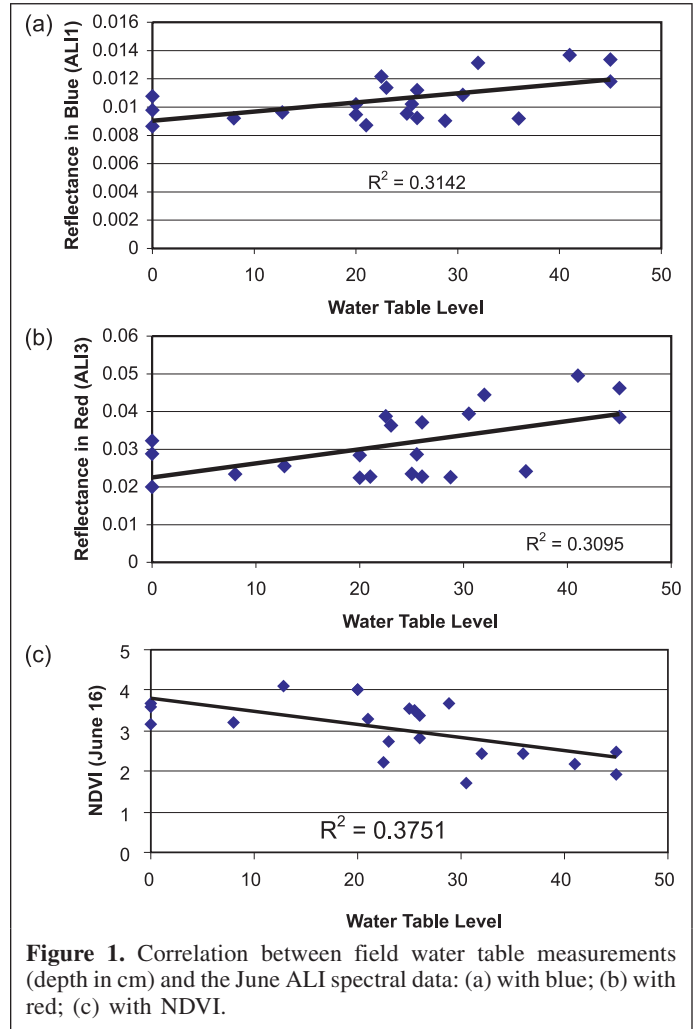 (a)
0.016
0.014
0.012
0.01
0.008
0.006
0.004
0.002
0
Reflectance in Blue (ALI1)
R² = 0.3142
0 10 20 30 40 50
Water Table Level
(b)
0.06
0.05
0.04
0.03
0.02
0.01
0
Reflectance in Red (ALI3)
R² = 0.3095
0 10 20 30 40 50
Water Table Level
(c)
5
4
3
2
1
0
NDVI (June 16)
R² = 0.3751
0 10 20 30 40 50
Water Table Level
Figure 1. Correlation between field water table measurements
(depth in cm) and the June ALI spectral data: (a) with blue; (b) with
red; (c) with NDVI.